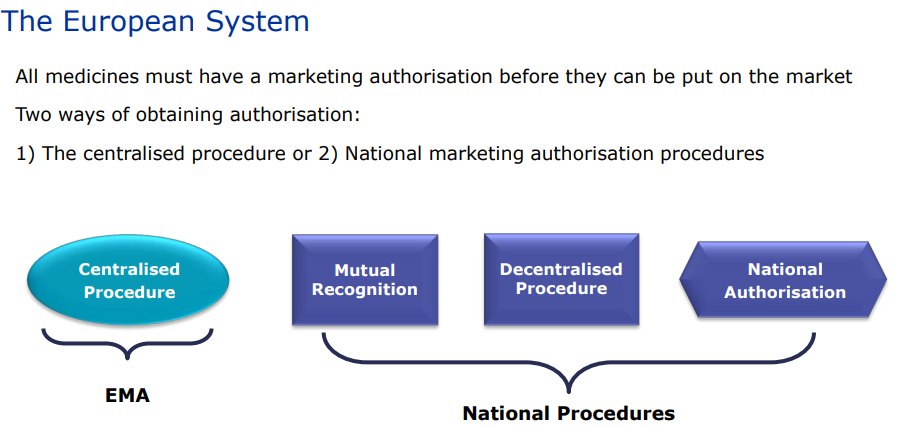 The European System
All medicines must have a marketing authorisation before they can be put on the market
Two ways of obtaining authorisation:
1) The centralised procedure or 2) National marketing authorisation procedures
Centralised
Procedure
Mutual
Recognition
Decentralised
Procedure
National
Authorisation
EMA
National Procedures